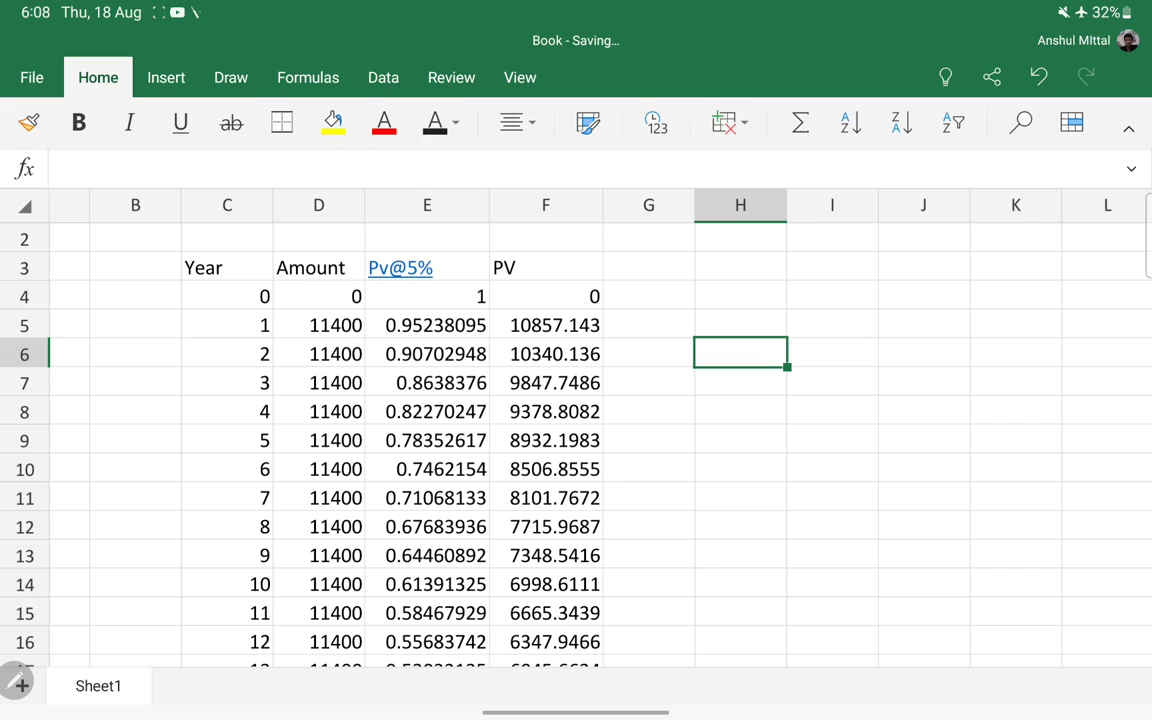 6:08 Thu, 18 Aug 32%
Book - Saving...
Anshul MIttal
File Home Insert Draw Formulas Data Review View
B I U ab A A 123 Σ A Z Z A A Z
fx
B C D E F G H I J K L
2
3 Year Amount Pv@5% PV
4 0 0 1 0
5 1 11400 0.95238095 10857.143
6 2 11400 0.90702948 10340.136
7 3 11400 0.8638376 9847.7486
8 4 11400 0.82270247 9378.8082
9 5 11400 0.78352617 8932.1983
10 6 11400 0.7462154 8506.8555
11 7 11400 0.71068133 8101.7672
12 8 11400 0.67683936 7715.9687
13 9 11400 0.64460892 7348.5416
14 10 11400 0.61391325 6998.6111
15 11 11400 0.58467929 6665.3439
16 12 11400 0.55683742 6347.9466
Sheet1